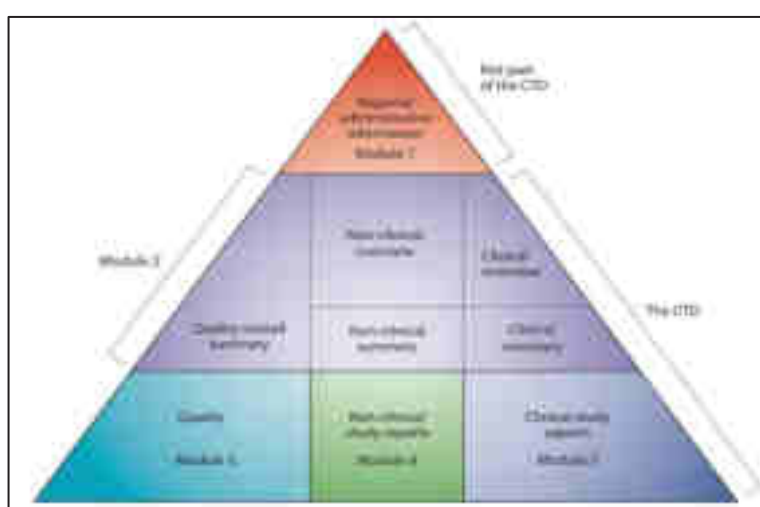 Not part
of the CTD
Regional
administrative
information
Module 1
Non-clinical
overview
Clinical
overview
Module 2
The CTD
Quality overall
summary
Non-clinical
summary
Clinical
summary
Quality
Module 3
Non-clinical
study reports
Module 4
Clinical study
reports
Module 5